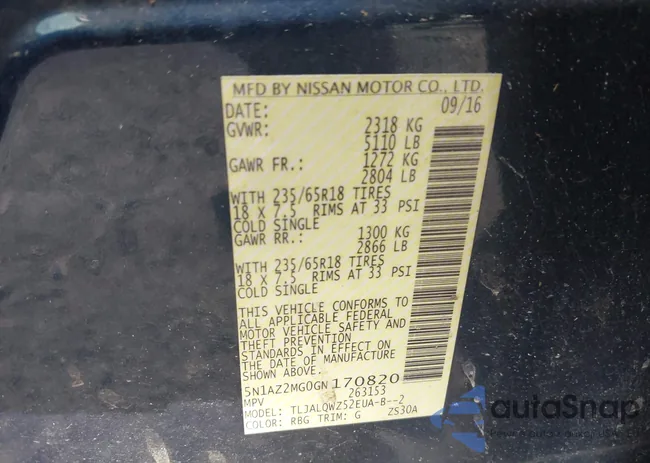 MFD BY NISSAN MOTOR CO., LTD.
DATE: 09/16
GVWR: 2318 KG
5110 LB
GAWR FR.: 1272 KG
2804 LB
WITH 235/65R18 TIRES
18 X 7.5 RIMS AT 33 PSI
COLD SINGLE
GAWR RR.: 1300 KG
2866 LB
WITH 235/65R18 TIRES
18 X 7.5 RIMS AT 33 PSI
COLD SINGLE
THIS VEHICLE CONFORMS TO
ALL APPLICABLE FEDERAL
MOTOR VEHICLE SAFETY AND
THEFT PREVENTION
STANDARDS IN EFFECT ON
THE DATE OF MANUFACTURE
SHOWN ABOVE.
5N1AZ2MG0GN170820
MPV 263153
MODEL: TLJALQWZ52EUA-B--2
COLOR: RBG TRIM: G ZS30A
autoSnap